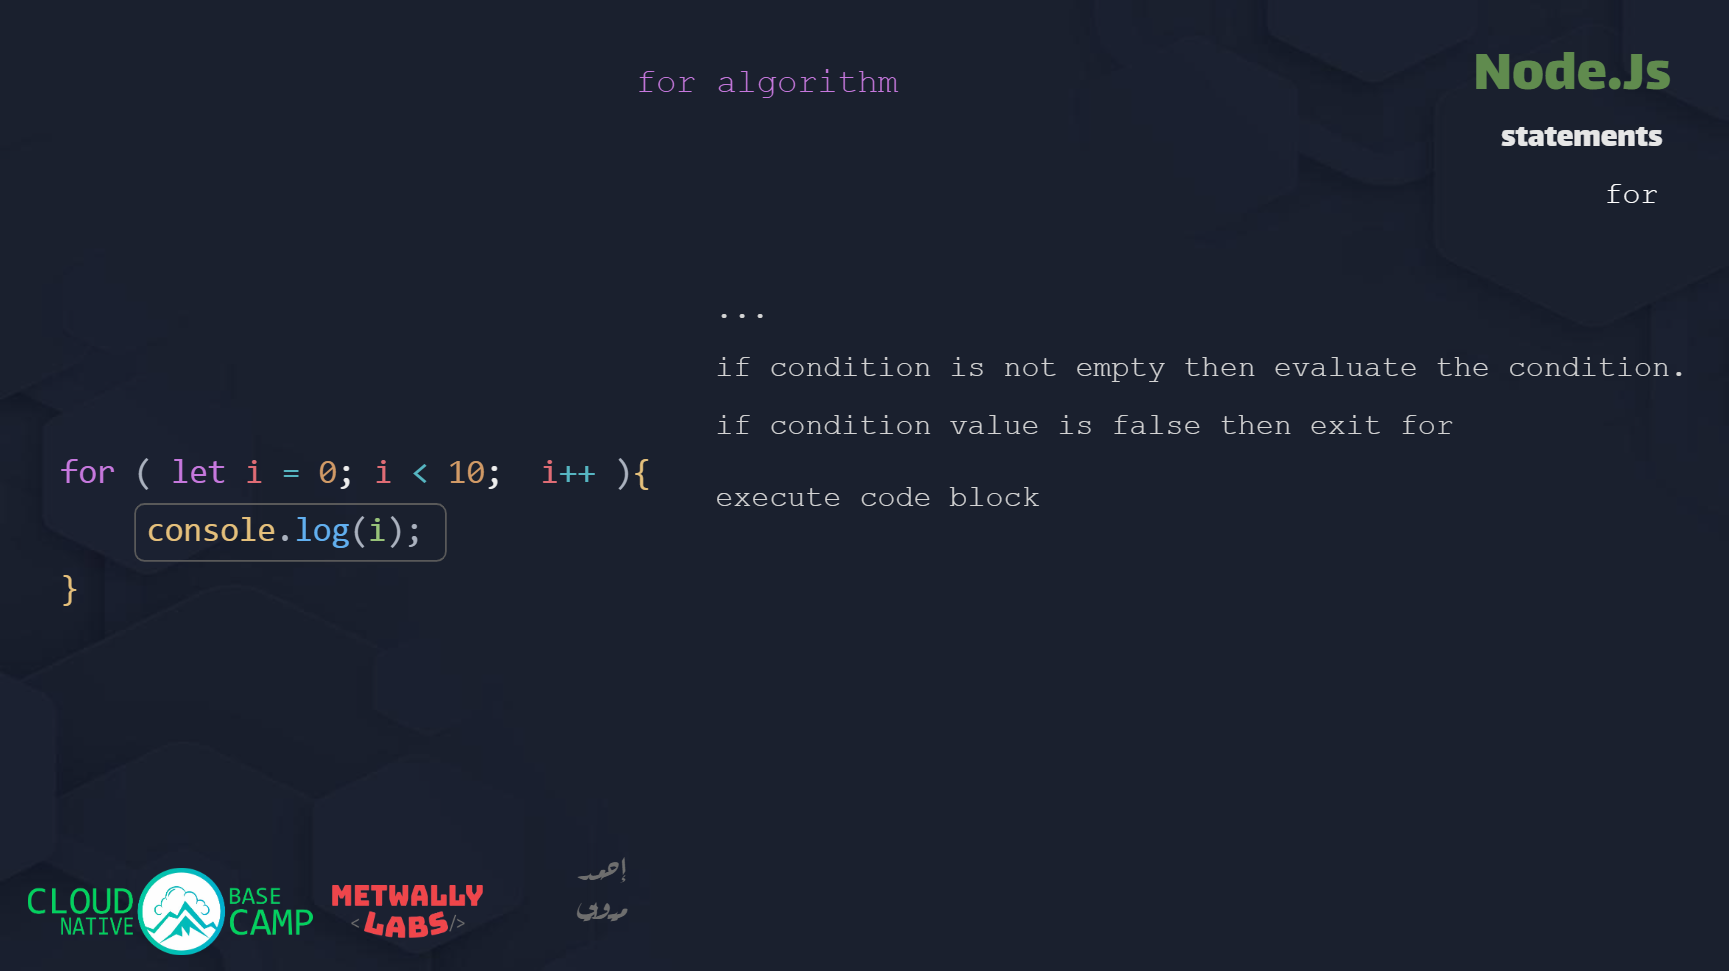 for algorithm
Node.Js
statements
for
...
if condition is not empty then evaluate the condition.
if condition value is false then exit for
execute code block
for ( let i = 0; i < 10;  i++ ){
console.log(i);
}
CLOUD
NATIVE
BASE
CAMP
METWALLY
<LABS/>